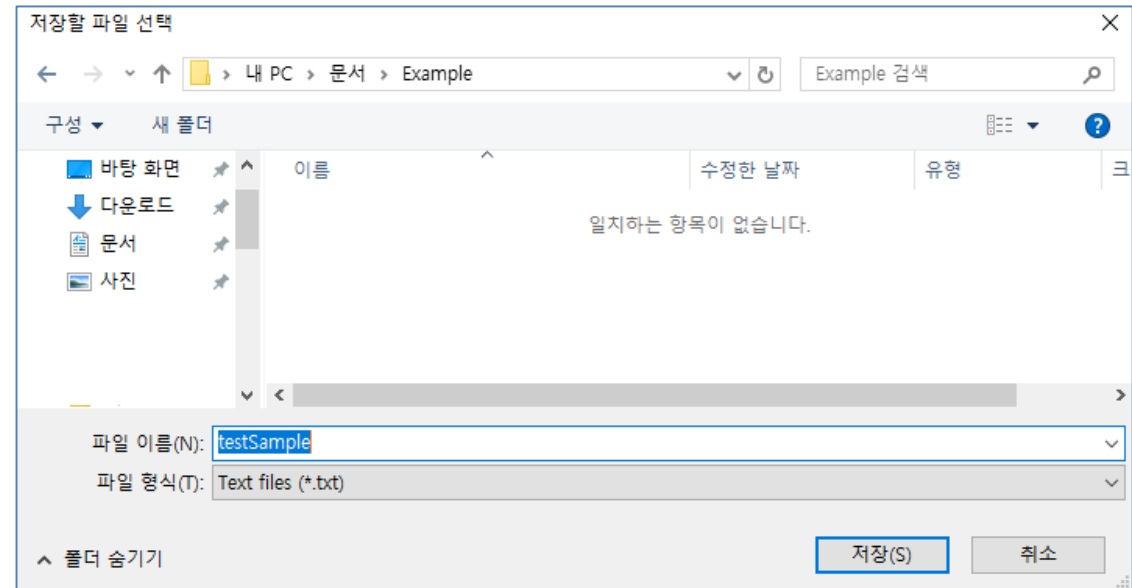 저장할 파일 선택
내 PC > 문서 > Example
Example 검색
구성
새 폴더
바탕 화면
다운로드
문서
사진
이름
수정한 날짜
유형
크
일치하는 항목이 없습니다.
파일 이름(N): testSample
파일 형식(T): Text files (*.txt)
폴더 숨기기
저장(S)
취소